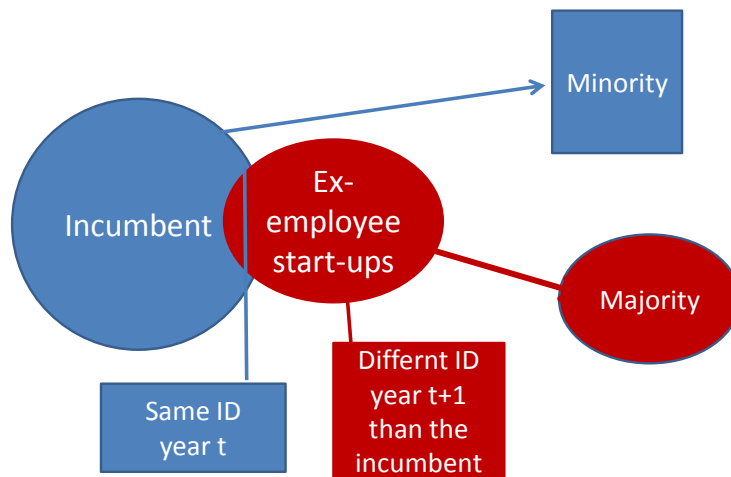 Minority
Incumbent
Ex-
employee
start-ups
Majority
Same ID
year t
Differnt ID
year t+1
than the
incumbent